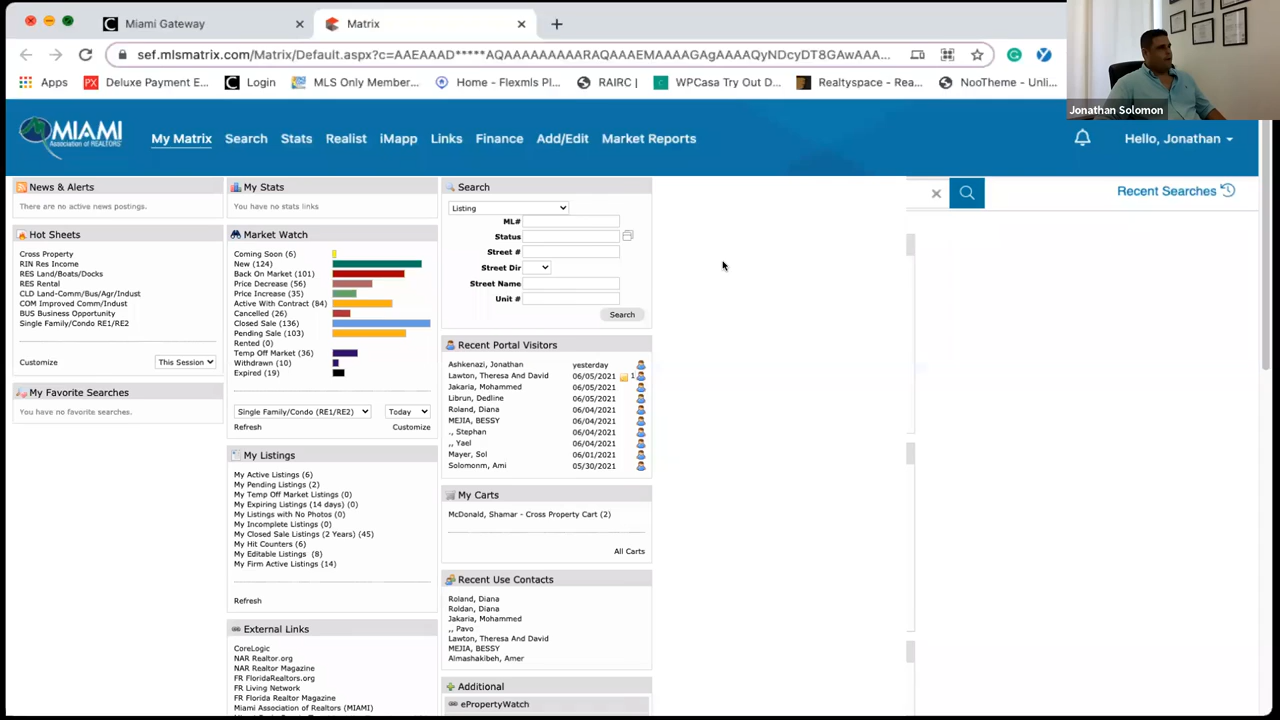 Miami Gateway
Matrix
sef.mlsmatrix.com/Matrix/Default.aspx?c=AAEAAAD*****AQAAAAAAAAARAQAAAEMAAAAGAgAAAAQyNDcyDT8GAwAAA...
Apps
Deluxe Payment E...
Login
MLS Only Member...
Home - Flexmls P...
RAIRC |
WPCasa Try Out D...
Realtyspace - Rea...
NooTheme - Unli...
Jonathan Solomon
MIAMI
Association of REALTORS
My Matrix
Search
Stats
Realist
iMapp
Links
Finance
Add/Edit
Market Reports
Hello, Jonathan
Recent Searches
News & Alerts
There are no active news postings.
Hot Sheets
Cross Property
RIN Res Income
RES Land/Boats/Docks
RES Rental
CLD Land-Comm/Bus/Agr/Indust
COM Improved Comm/Indust
BUS Business Opportunity
Single Family/Condo RE1/RE2
Customize
This Session
My Favorite Searches
You have no favorite searches.
My Stats
You have no stats links
Market Watch
Coming Soon (6)
New (124)
Back On Market (101)
Price Decrease (56)
Price Increase (35)
Active With Contract (84)
Cancelled (26)
Closed Sale (136)
Pending Sale (103)
Rented (0)
Temp Off Market (36)
Withdrawn (10)
Expired (19)
Single Family/Condo (RE1/RE2)
Today
Refresh
Customize
My Listings
My Active Listings (6)
My Pending Listings (2)
My Temp Off Market Listings (0)
My Expiring Listings (14 days) (0)
My Listings with No Photos (0)
My Incomplete Listings (0)
My Closed Sale Listings (2 Years) (45)
My Hit Counters (6)
My Editable Listings (8)
My Firm Active Listings (14)
Refresh
External Links
CoreLogic
NAR Realtor.org
NAR Realtor Magazine
FR FloridaRealtors.org
FR Living Network
FR Florida Realtor Magazine
Miami Association of Realtors (MIAMI)
Search
Listing
ML#
Status
Street #
Street Dir
Street Name
Unit #
Search
Recent Portal Visitors
Ashkenazi, Jonathan yesterday
Lawton, Theresa And David 06/05/2021 1
Jakaria, Mohammed 06/05/2021
Librun, Dedline 06/05/2021
Roland, Diana 06/04/2021
MEJIA, BESSY 06/04/2021
., Stephan 06/04/2021
,, Yael 06/04/2021
Mayer, Sol 06/01/2021
Solomonm, Ami 05/30/2021
My Carts
McDonald, Shamar - Cross Property Cart (2)
All Carts
Recent Use Contacts
Roland, Diana
Roldan, Diana
Jakaria, Mohammed
,, Pavo
Lawton, Theresa And David
MEJIA, BESSY
Almashakibeh, Amer
Additional
ePropertyWatch